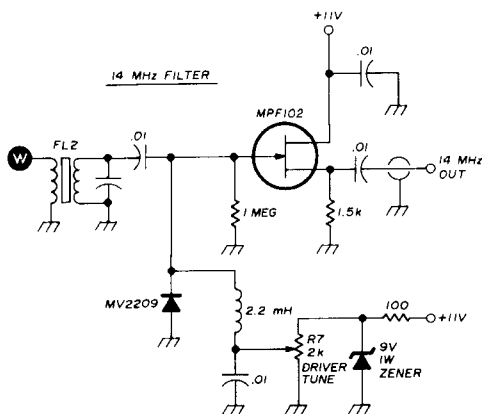 +11V
14 MHz FILTER
.01
MPF102
FL2
.01
.01
W
14 MHz
OUT
1 MEG
1.5k
MV2209
2.2 mH
100
+11V
R7
2k
DRIVER
TUNE
9V
1W
ZENER
.01